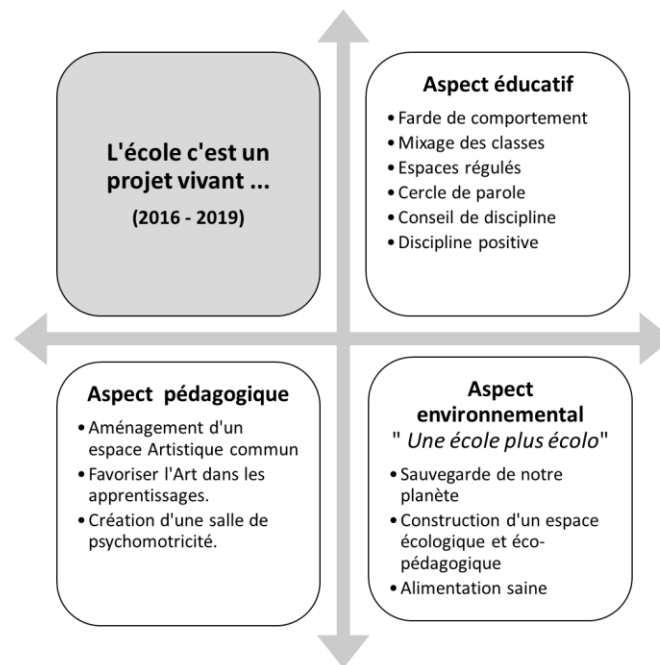 L'école c'est un
projet vivant ...
(2016 - 2019)
Aspect éducatif
• Farde de comportement
• Mixage des classes
• Espaces régulés
• Cercle de parole
• Conseil de discipline
• Discipline positive
Aspect pédagogique
• Aménagement d'un
espace Artistique commun
• Favoriser l'Art dans les
apprentissages.
• Création d'une salle de
psychomotricité.
Aspect
environnemental
" Une école plus écolo"
• Sauvegarde de notre
planète
• Construction d'un espace
écologique et éco-
pédagogique
• Alimentation saine